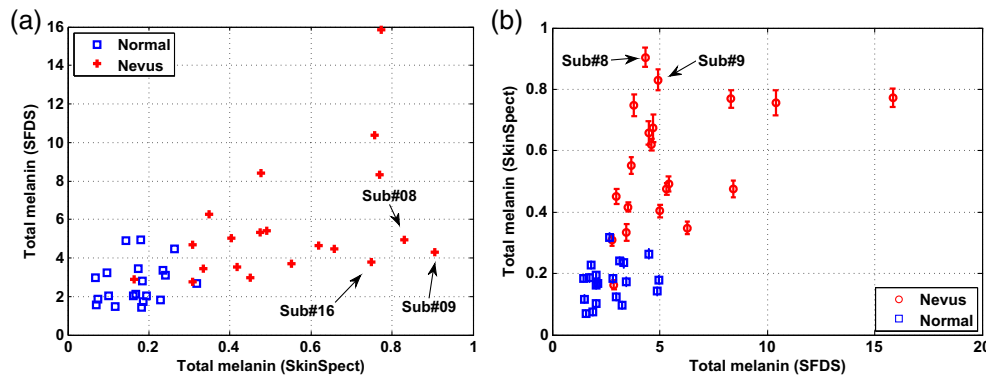 (a)
Total melanin (SFDS)
16
14
12
10
8
6
4
2
0
Normal
Nevus
Sub#08
Sub#16
Sub#09
0
0.2
0.4
0.6
0.8
1
Total melanin (SkinSpect)
(b)
Total melanin (SkinSpect)
1
0.8
0.6
0.4
0.2
0
Sub#8
Sub#9
Nevus
Normal
0
5
10
15
20
Total melanin (SFDS)